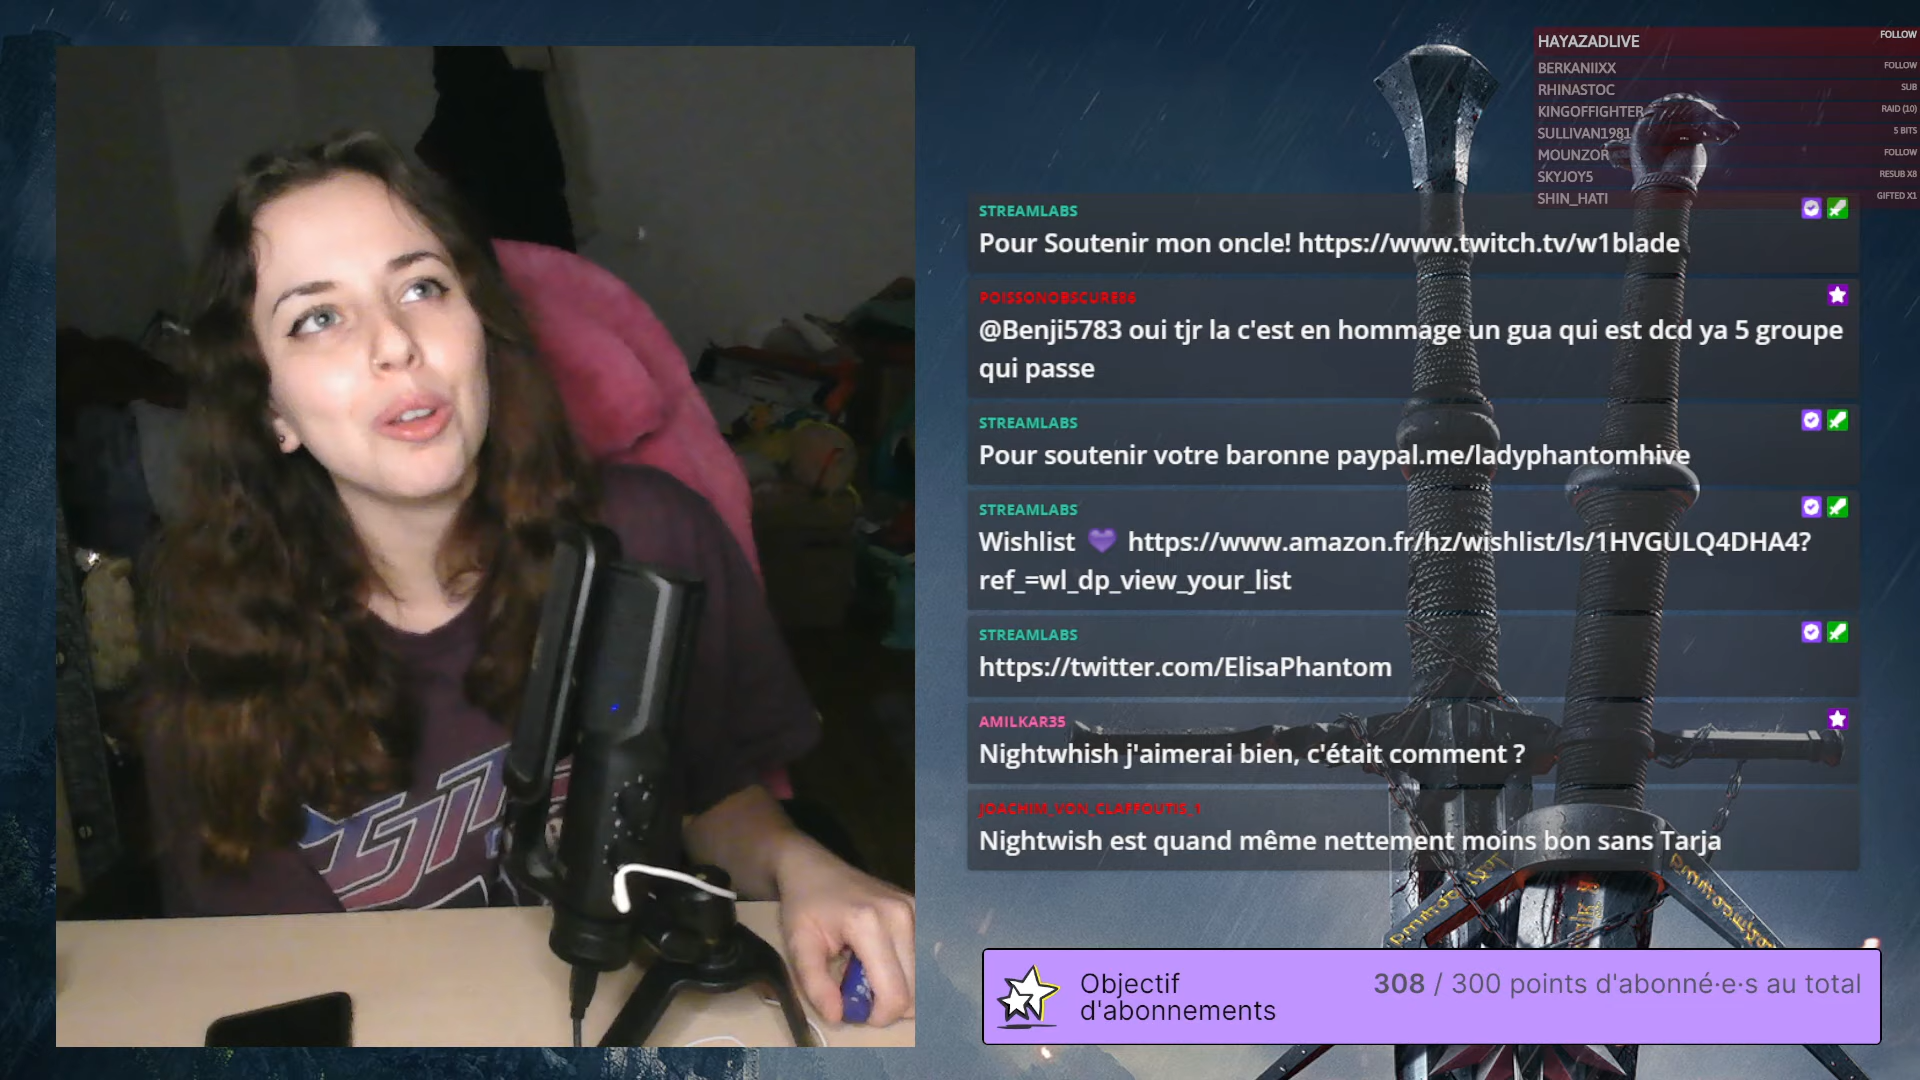 HAYAZADLIVE FOLLOW
BERKANIIXX FOLLOW
RHINASTOC SUB
KINGOFFIGHTER RAID (10)
SULLIVAN1981 5 BITS
MOUNZOR FOLLOW
SKYJOY5 RESUB X8
SHIN_HATI GIFTED X1
STREAMLABS
Pour Soutenir mon oncle! https://www.twitch.tv/w1blade
POISSONOBSCURE86
@Benji5783 oui tjr la c'est en hommage un gua qui est dcd ya 5 groupe
qui passe
STREAMLABS
Pour soutenir votre baronne paypal.me/ladyphantomhive
STREAMLABS
Wishlist 💜 https://www.amazon.fr/hz/wishlist/ls/1HVGULQ4DHA4?
ref_=wl_dp_view_your_list
STREAMLABS
https://twitter.com/ElisaPhantom
AMILKAR35
Nightwhish j'aimerai bien, c'était comment ?
JOACHIM_VON_CLAFFOUTIS_1
Nightwish est quand même nettement moins bon sans Tarja
Objectif
d'abonnements
308 / 300 points d'abonné·e·s au total